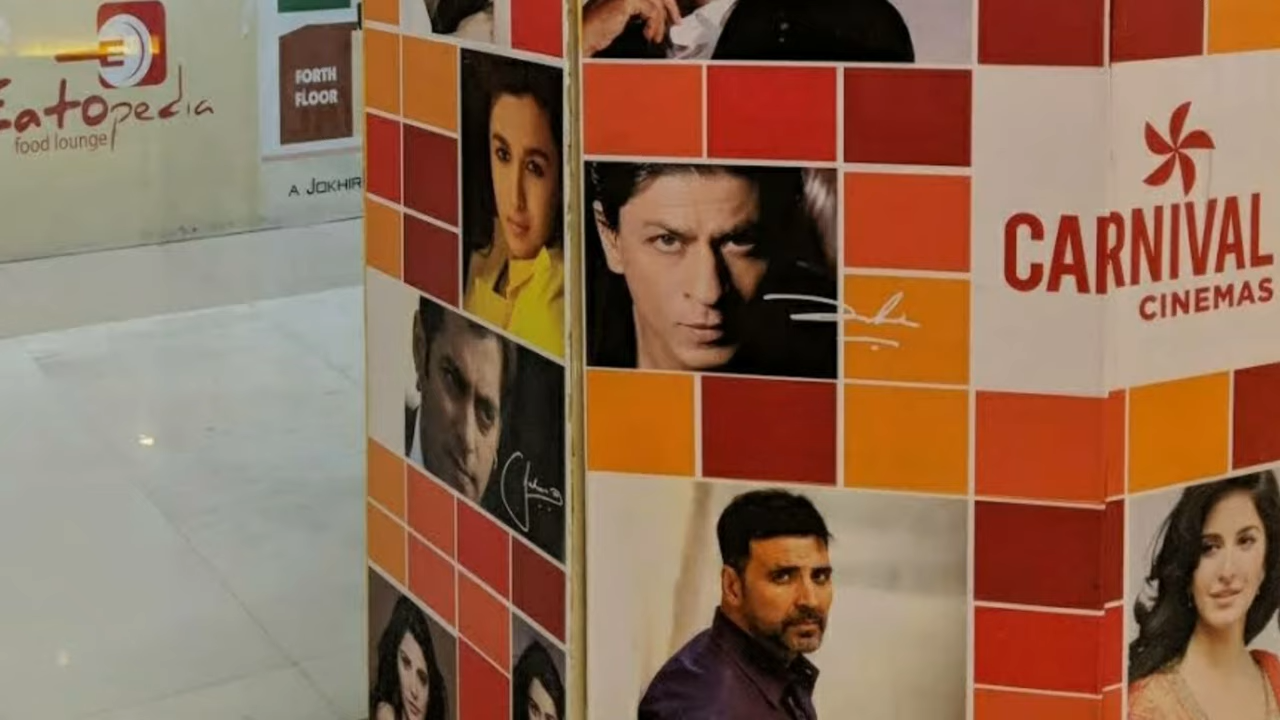 Eatopedia
food lounge
FORTH
FLOOR
A JOKHIR
CARNIVAL
CINEMAS